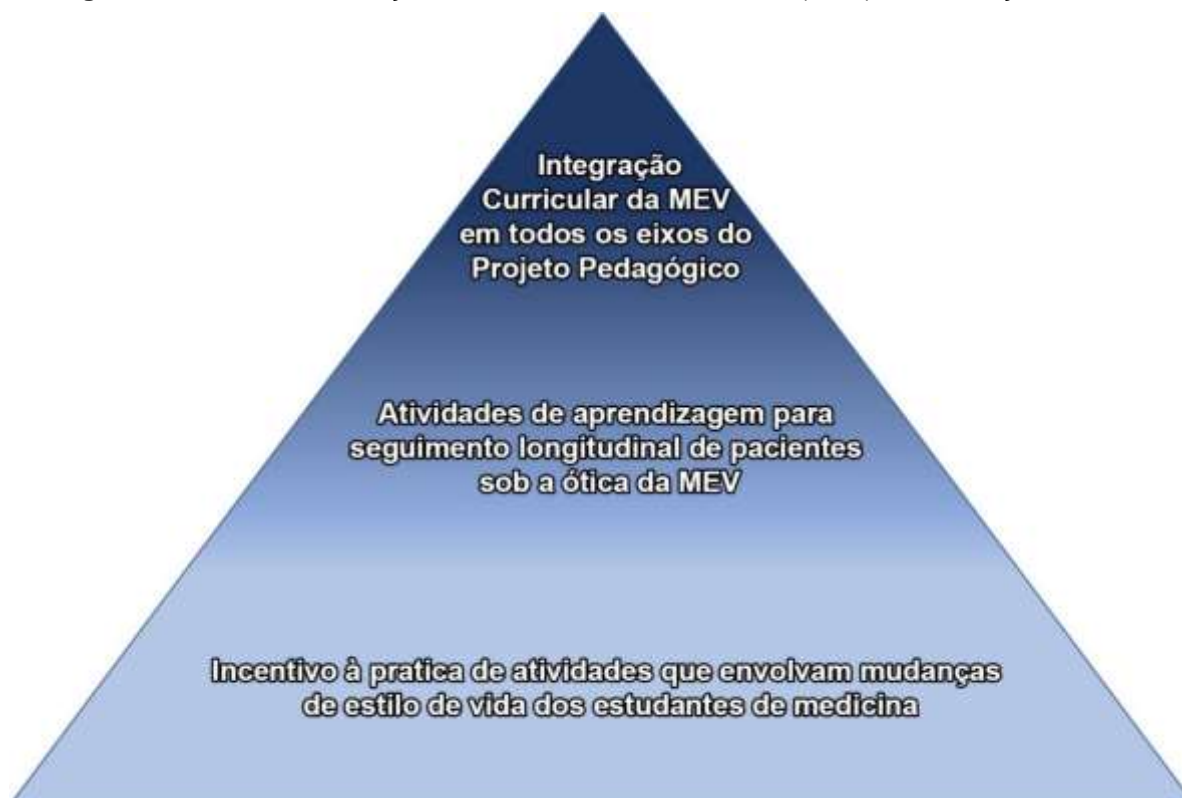 Integração
Curricular da MEV
em todos os eixos do
Projeto Pedagógico
Atividades de aprendizagem para
seguimento longitudinal de pacientes
sob a ótica da MEV
Incentivo à pratica de atividades que envolvam mudanças
de estilo de vida dos estudantes de medicina